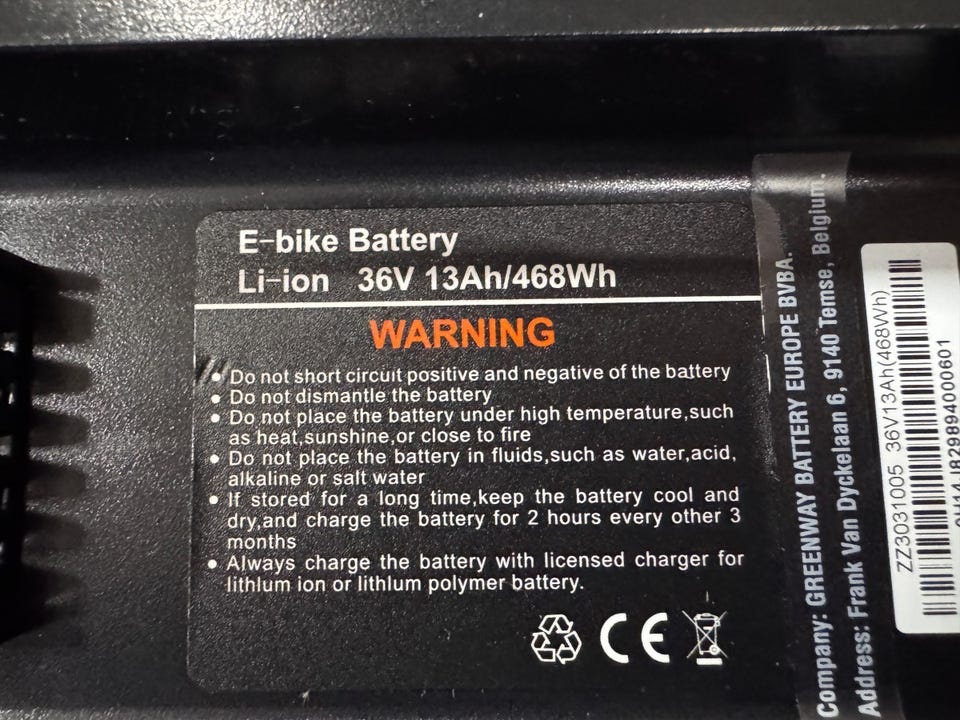 E-bike Battery
Li-ion 36V 13Ah/468Wh
WARNING
• Do not short circuit positive and negative of the battery
• Do not dismantle the battery
• Do not place the battery under high temperature,such
as heat,sunshine,or close to fire
• Do not place the battery in fluids,such as water,acid,
alkaline or salt water
• If stored for a long time,keep the battery cool and
dry,and charge the battery for 2 hours every other 3
months
• Always charge the battery with licensed charger for
lithlum ion or lithlum polymer battery.
CE
Company: GREENWAY BATTERY EUROPE BVBA.
Address: Frank Van Dyckelaan 6, 9140 Temse, Belgium.
ZZ3031005 36V13Ah(468Wh)